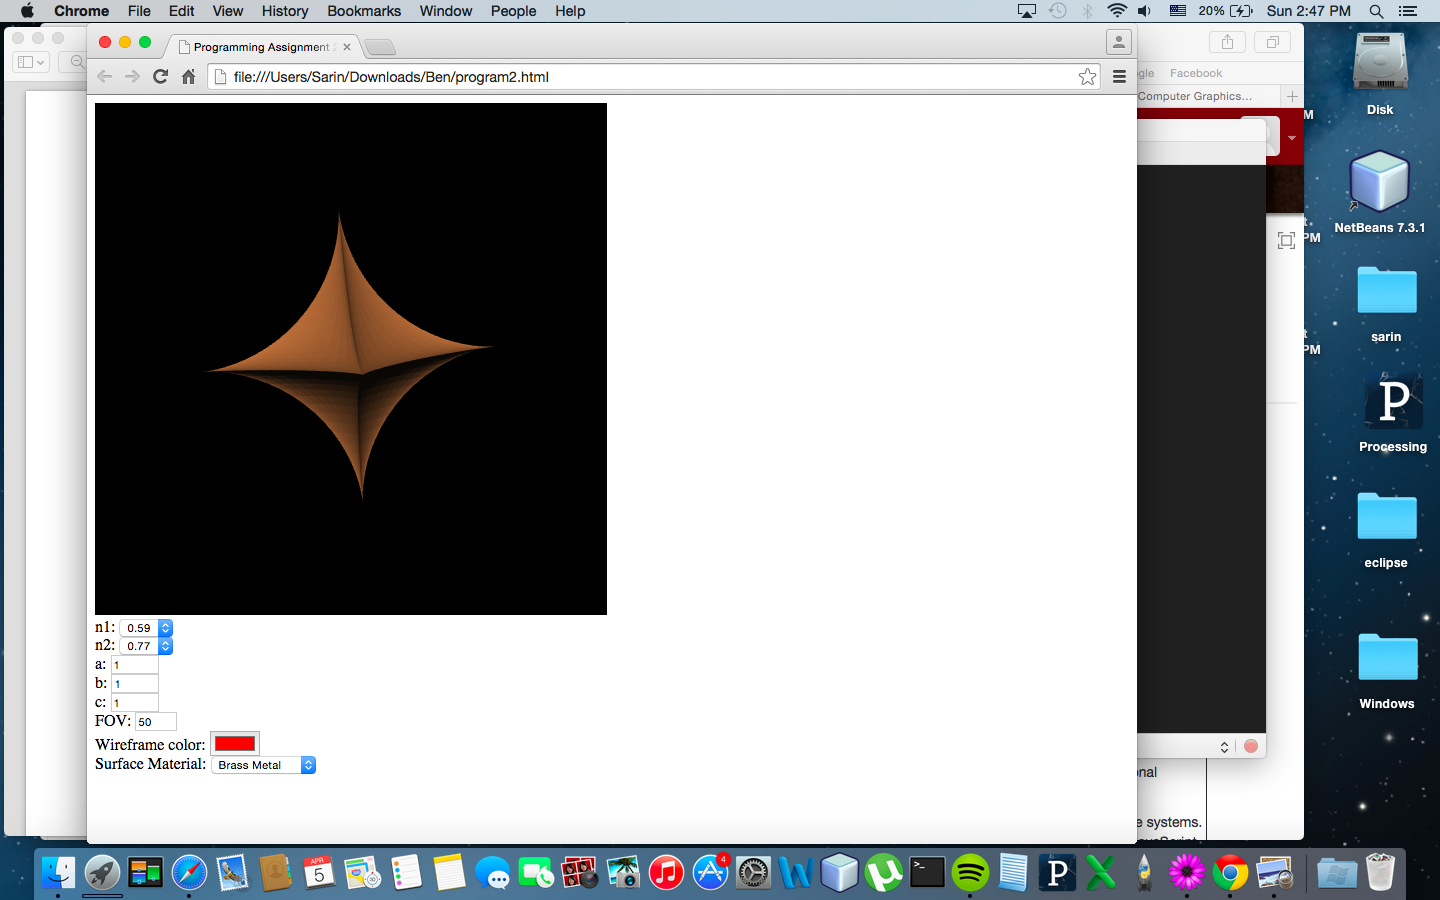 Chrome File Edit View History Bookmarks Window People Help 20% Sun 2:47 PM
Programming Assignment
file:///Users/Sarin/Downloads/Ben/program2.html
gle Facebook
Computer Graphics...
M
Disk
NetBeans 7.3.1
PM
sarin
PM
P
Processing
eclipse
Windows
n1: 0.59
n2: 0.77
a: 1
b: 1
c: 1
FOV: 50
Wireframe color:
Surface Material: Brass Metal
onal
e systems.
APR
5
4
P